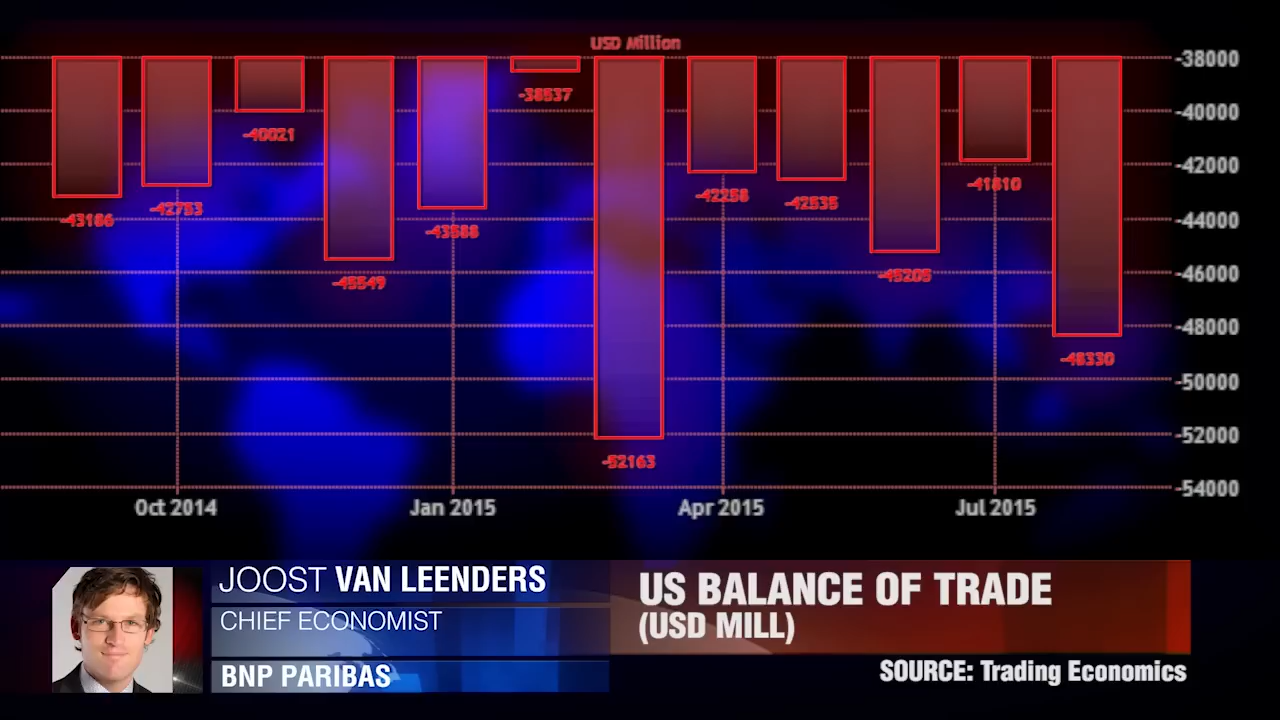 USD Million
-38000
-40000
-42000
-44000
-46000
-48000
-50000
-52000
-54000
-43186
-42753
-40021
-45549
-43588
-38537
-52163
-42258
-42535
-45205
-41810
-48330
Oct 2014
Jan 2015
Apr 2015
Jul 2015
JOOST VAN LEENDERS
CHIEF ECONOMIST
BNP PARIBAS
US BALANCE OF TRADE
(USD MILL)
SOURCE: Trading Economics